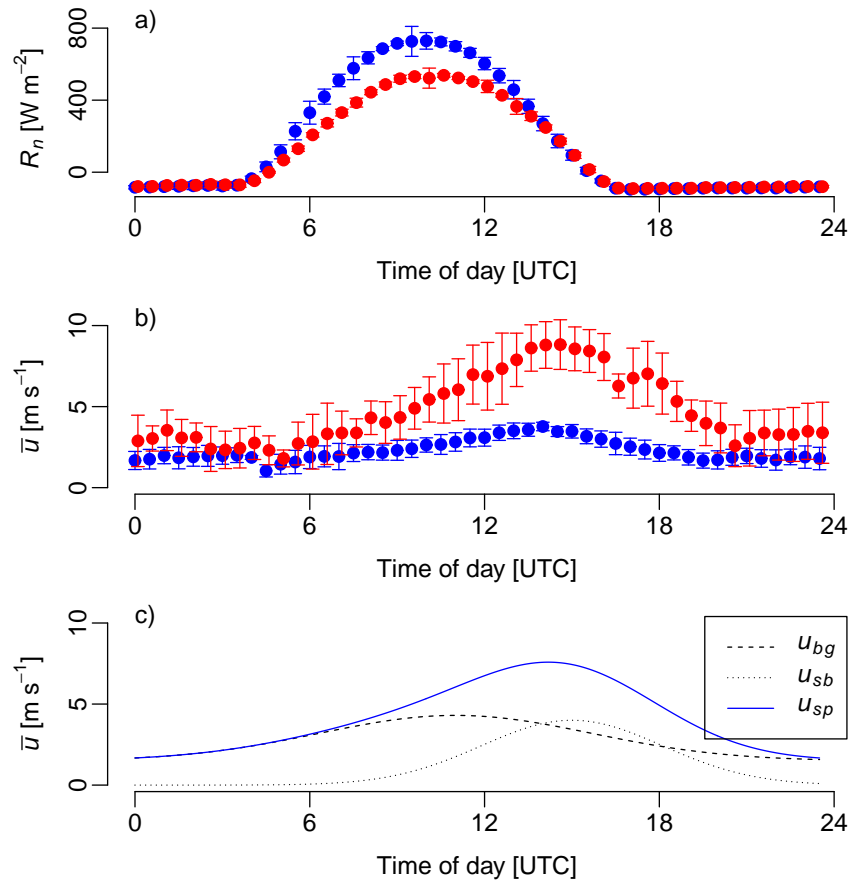 a)
R_n [W m⁻²]
0 400 800
0 6 12 18 24
Time of day [UTC]
b)
u̅ [m s⁻¹]
0 5 10
0 6 12 18 24
Time of day [UTC]
c)
u̅ [m s⁻¹]
0 5 10
u_bg
u_sb
u_sp
0 6 12 18 24
Time of day [UTC]